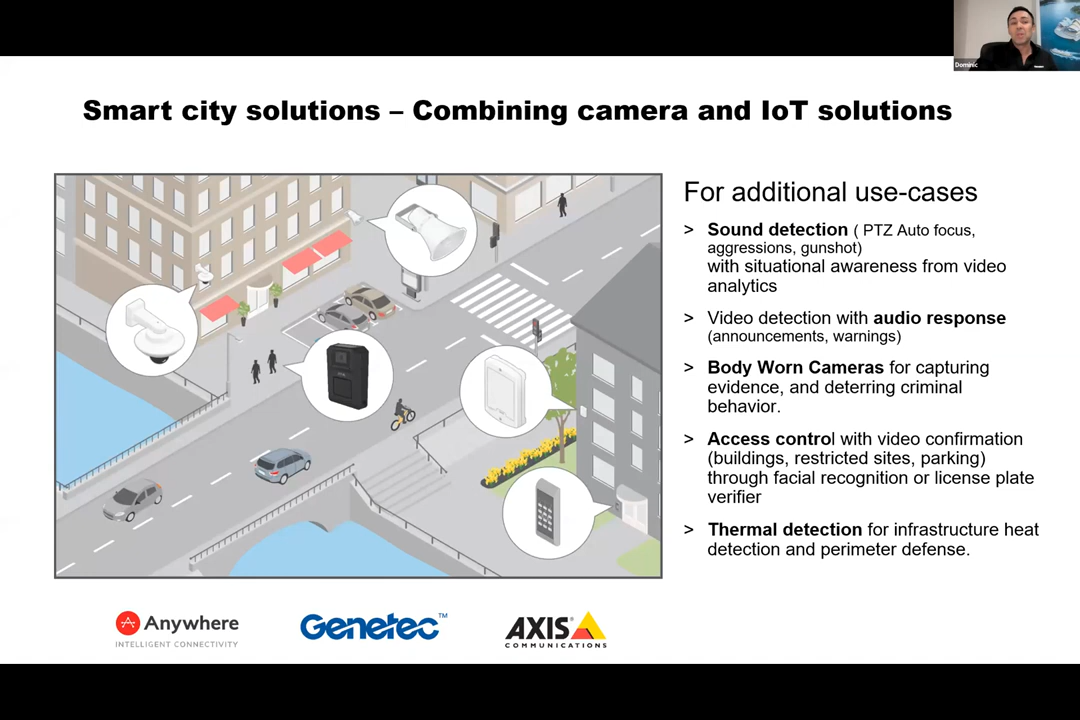 Dominic
Smart city solutions – Combining camera and IoT solutions
For additional use-cases
> Sound detection ( PTZ Auto focus,
aggressions, gunshot)
with situational awareness from video
analytics
> Video detection with audio response
(announcements, warnings)
> Body Worn Cameras for capturing
evidence, and deterring criminal
behavior.
> Access control with video confirmation
(buildings, restricted sites, parking)
through facial recognition or license plate
verifier
> Thermal detection for infrastructure heat
detection and perimeter defense.
Anywhere
INTELLIGENT CONNECTIVITY
Genetec™
AXIS®
COMMUNICATIONS